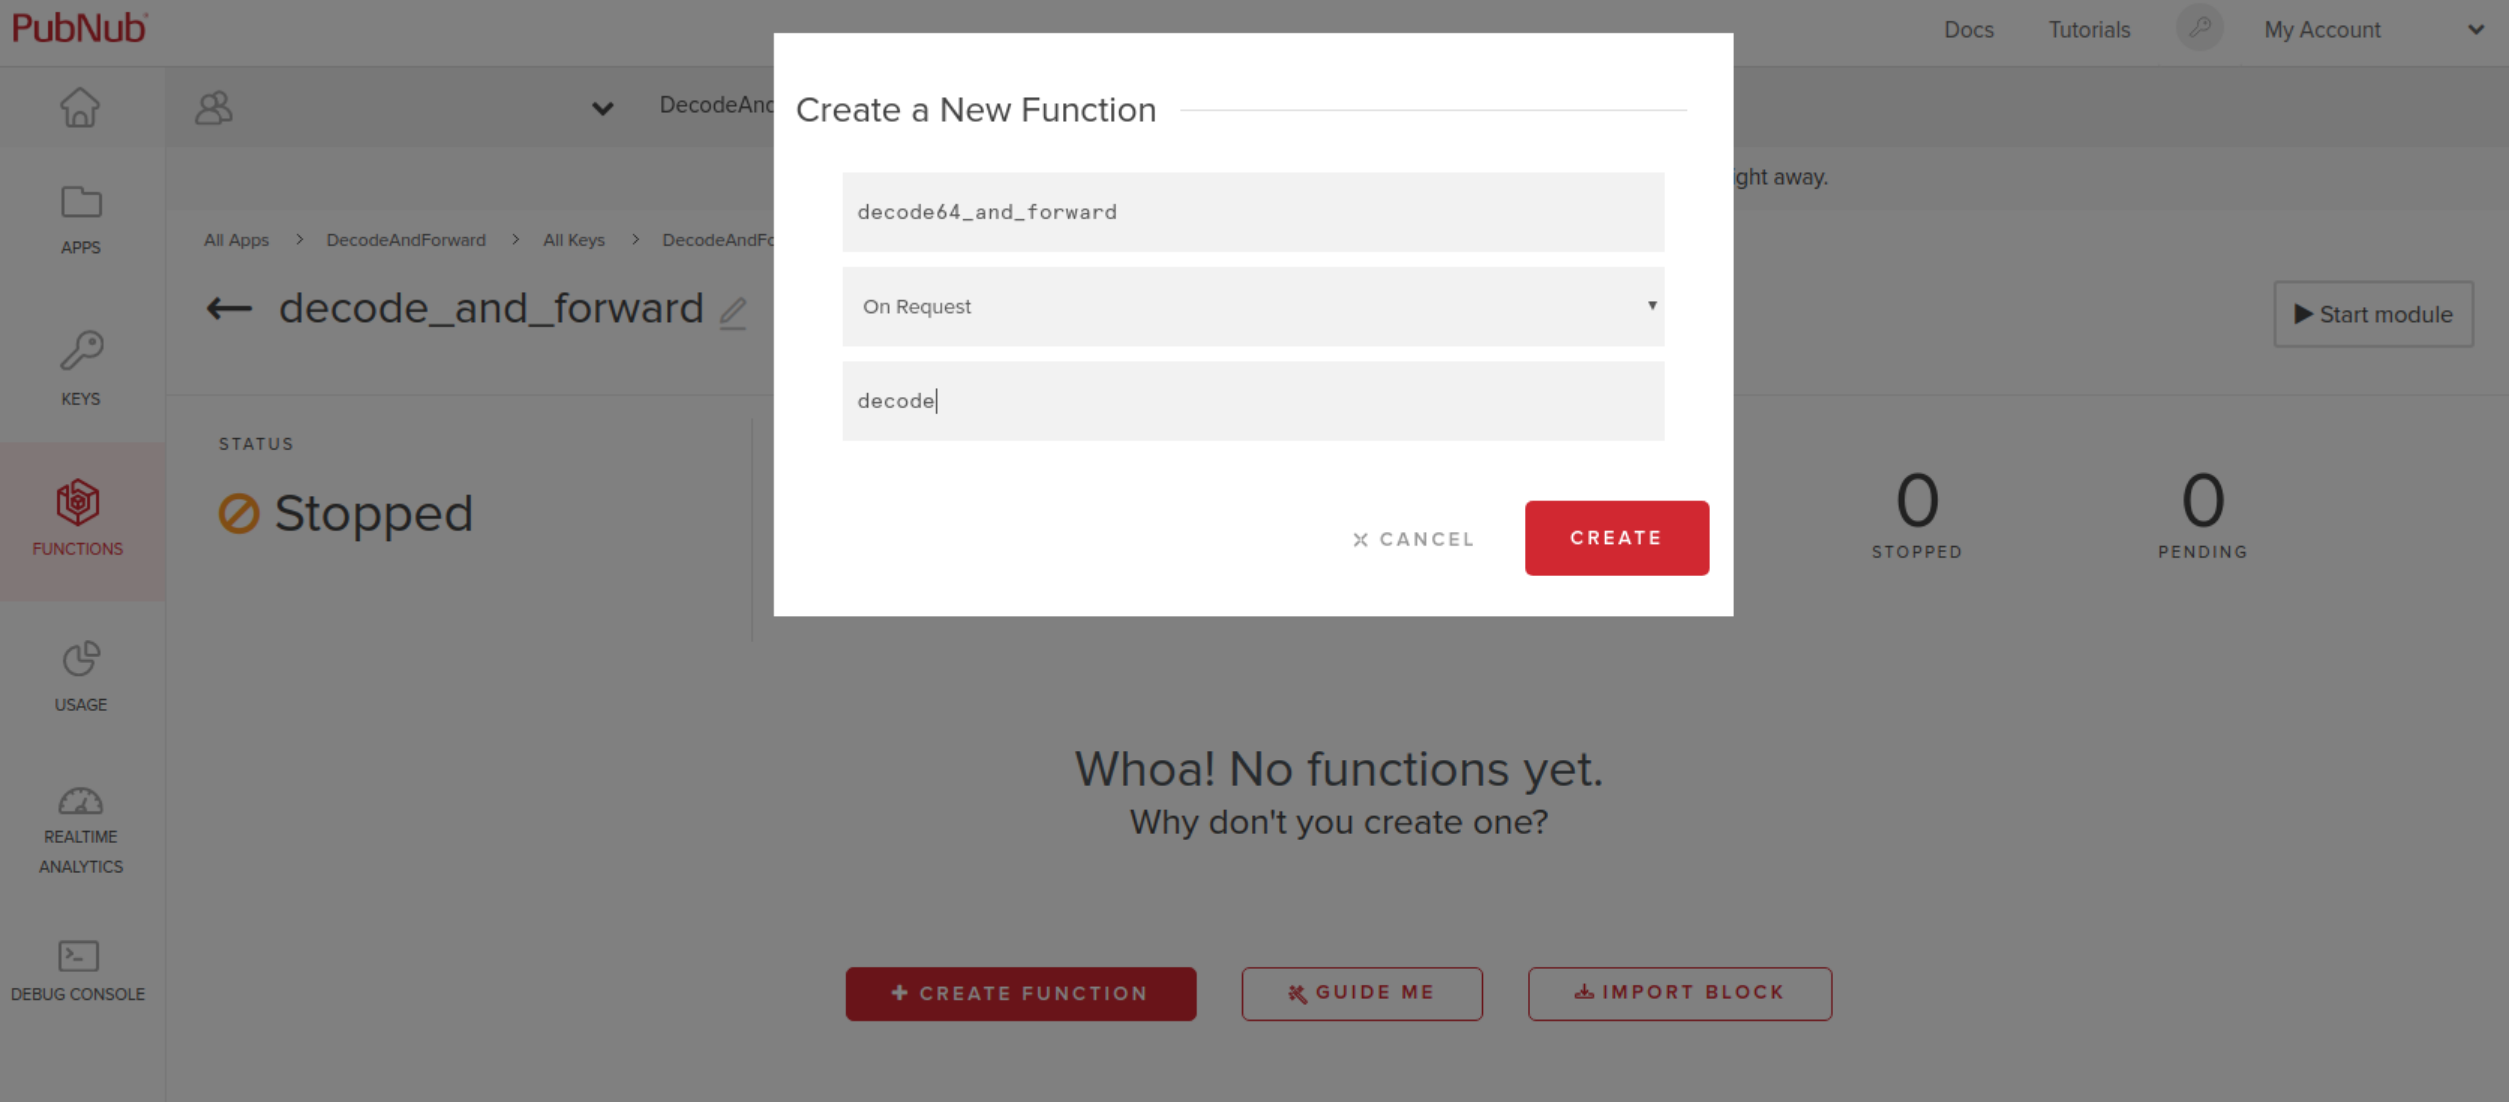 PubNub
Docs
Tutorials
My Account
DecodeAnd
Create a New Function
decode64_and_forward
On Request
decode
CANCEL
CREATE
APPS
KEYS
FUNCTIONS
USAGE
REALTIME
ANALYTICS
DEBUG CONSOLE
ight away.
All Apps > DecodeAndForward > All Keys > DecodeAndFo
decode_and_forward
Start module
STATUS
Stopped
0
STOPPED
0
PENDING
Whoa! No functions yet.
Why don't you create one?
CREATE FUNCTION
GUIDE ME
IMPORT BLOCK